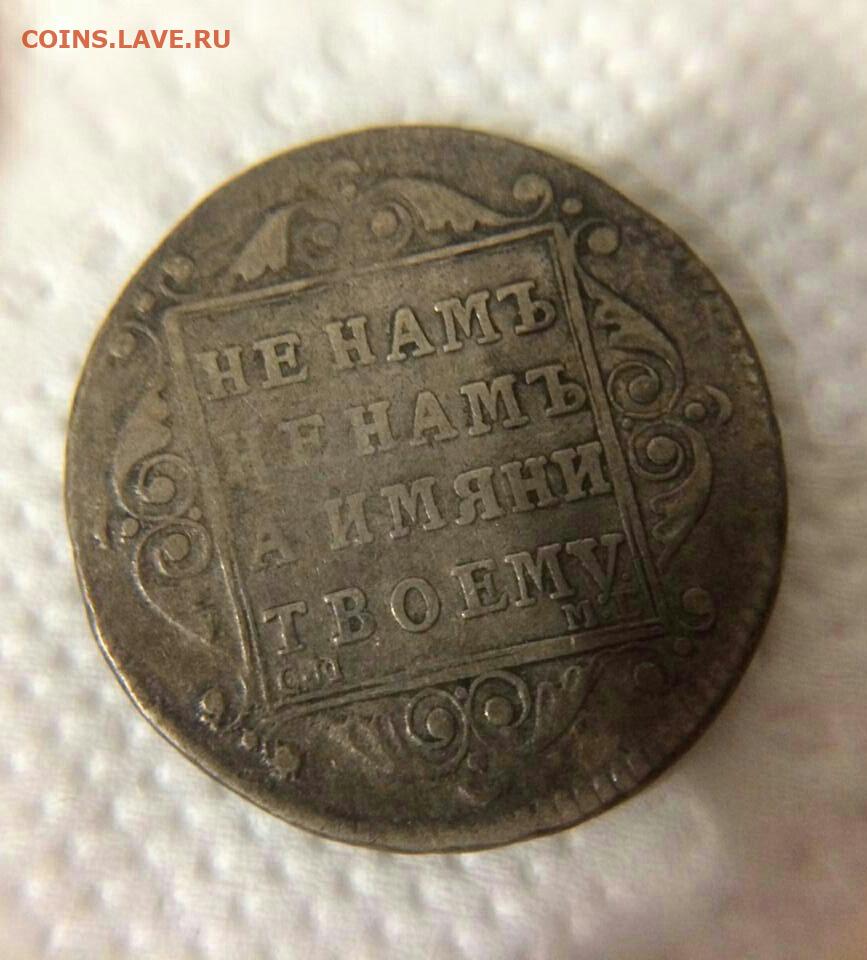 COINS.LAVE.RU
НЕ НАМЪ
НЕ НАМЪ
А ИМЯНИ
ТВОЕМУ.
С.М М.Б